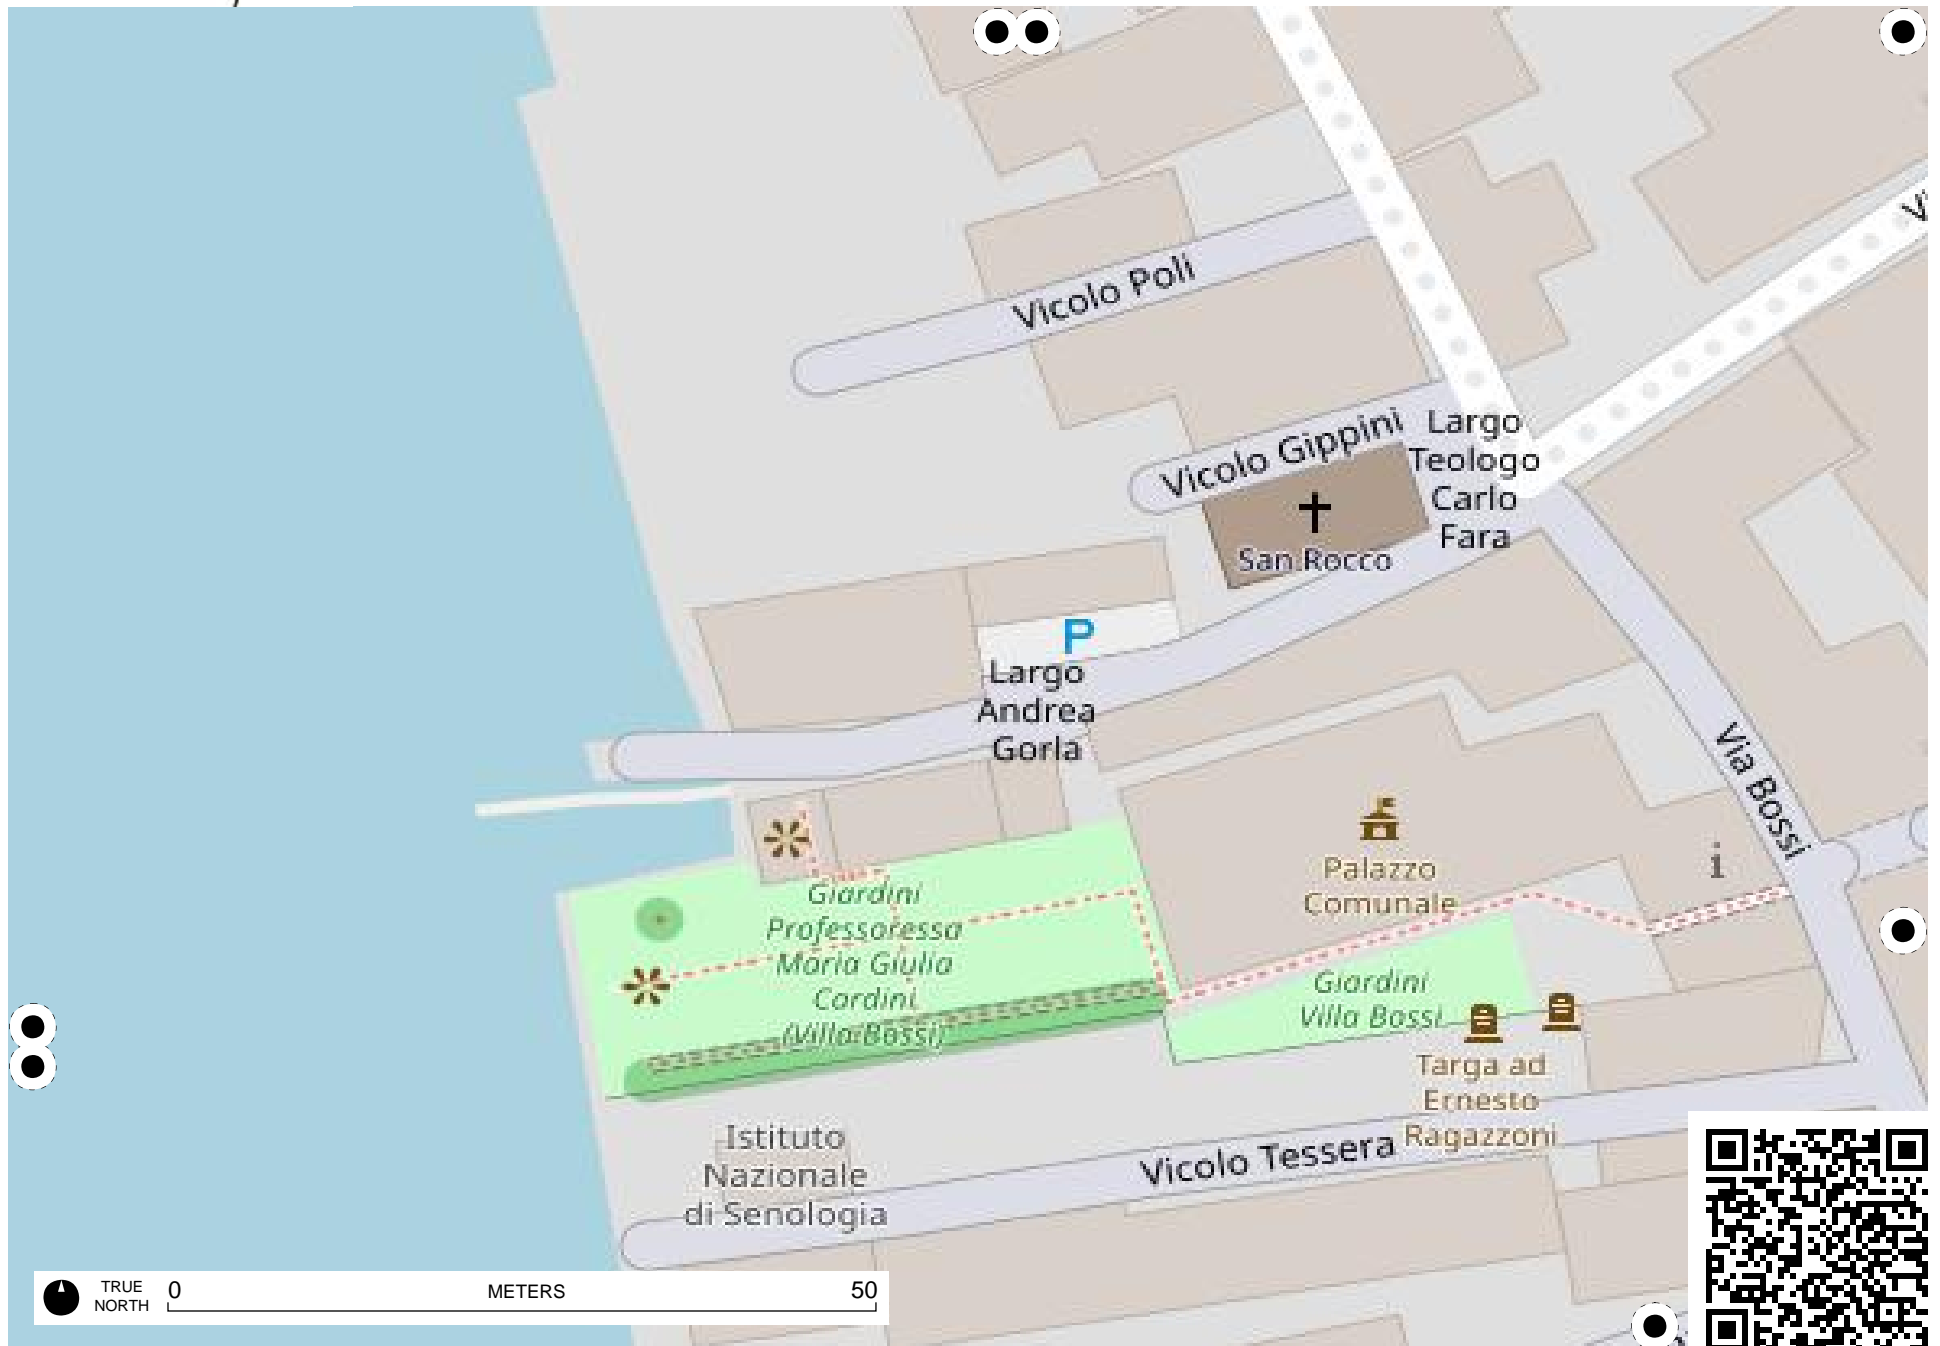 Vicolo Poli
Vicolo Gippini
Largo
Teologo
Carlo
Fara
San Rocco
P
Largo
Andrea
Gorla
Via Bossi
Palazzo
Comunale
i
Giardini
Professoressa
Maria Giulia
Cardini
(Villa Bossi)
Giardini
Villa Bossi
Targa ad
Ernesto
Ragazzoni
Istituto
Nazionale
di Senologia
Vicolo Tessera
TRUE
NORTH
0 METERS 50